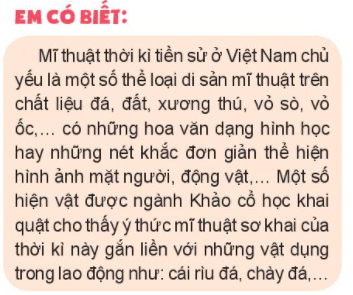 EM CÓ BIẾT:
Mĩ thuật thời kì tiền sử ở Việt Nam chủ
yếu là một số thể loại di sản mĩ thuật trên
chất liệu đá, đất, xương thú, vỏ sò, vỏ
ốc,... có những hoa văn dạng hình học
hay những nét khắc đơn giản thể hiện
hình ảnh mặt người, động vật,... Một số
hiện vật được ngành Khảo cổ học khai
quật cho thấy ý thức mĩ thuật sơ khai của
thời kì này gắn liền với những vật dụng
trong lao động như: cái rìu đá, chày đá,...